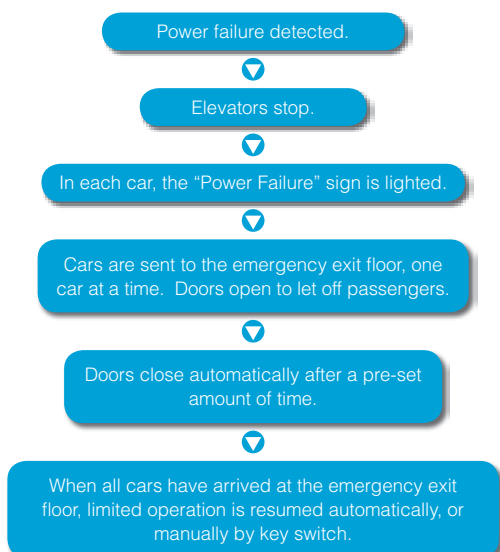 Power failure detected.
Elevators stop.
In each car, the “Power Failure” sign is lighted.
Cars are sent to the emergency exit floor, one
car at a time.  Doors open to let off passengers.
Doors close automatically after a pre-set
amount of time.
When all cars have arrived at the emergency exit
floor, limited operation is resumed automatically, or
manually by key switch.